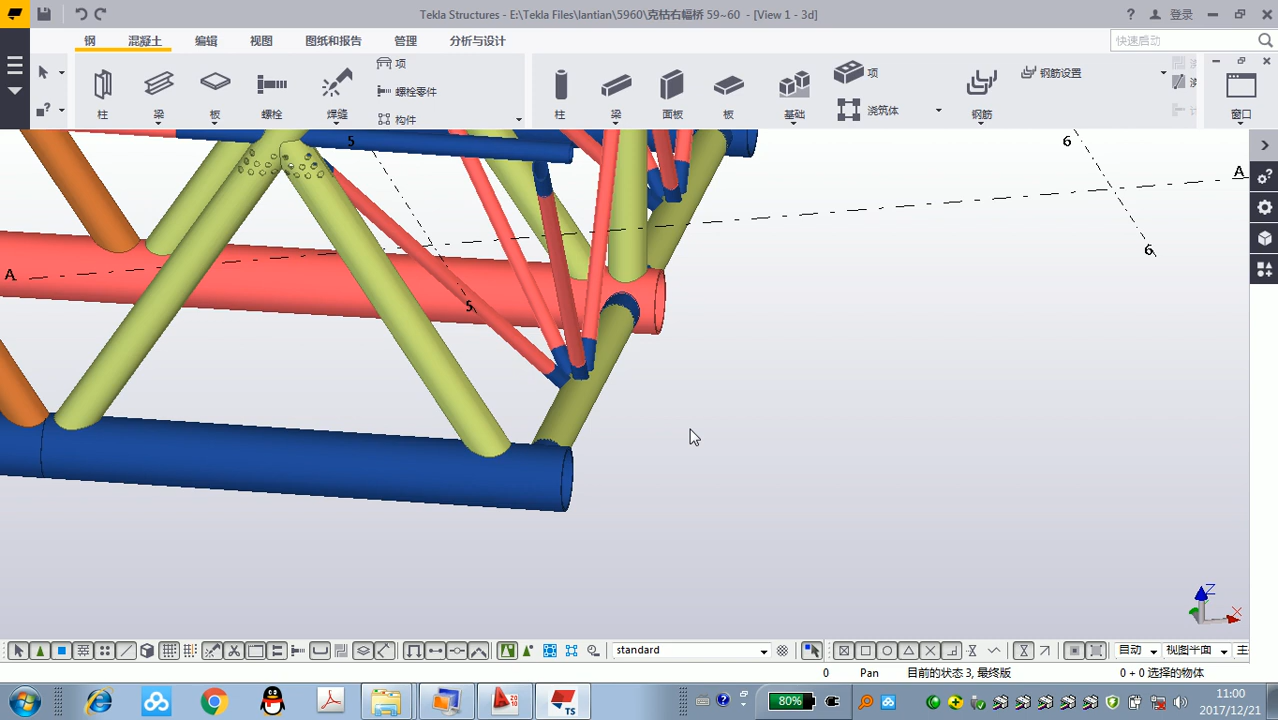 Tekla Structures - E:\Tekla Files\lantian\5960\克枯右幅桥 59~60 - [View 1 - 3d]
登录
钢 混凝土 编辑 视图 图纸和报告 管理 分析与设计
快速启动
柱 梁 板 螺栓 焊缝
项
螺栓零件
构件
柱 梁 面板 板 基础
项
浇筑体
钢筋
钢筋设置
窗口
5
6
A
A
6
5
Z
X
standard
自动
视图平面
主
0 Pan 目前的状态 3, 最终版 0 + 0 选择的物体
80%
11:00
2017/12/21
20
10
TS